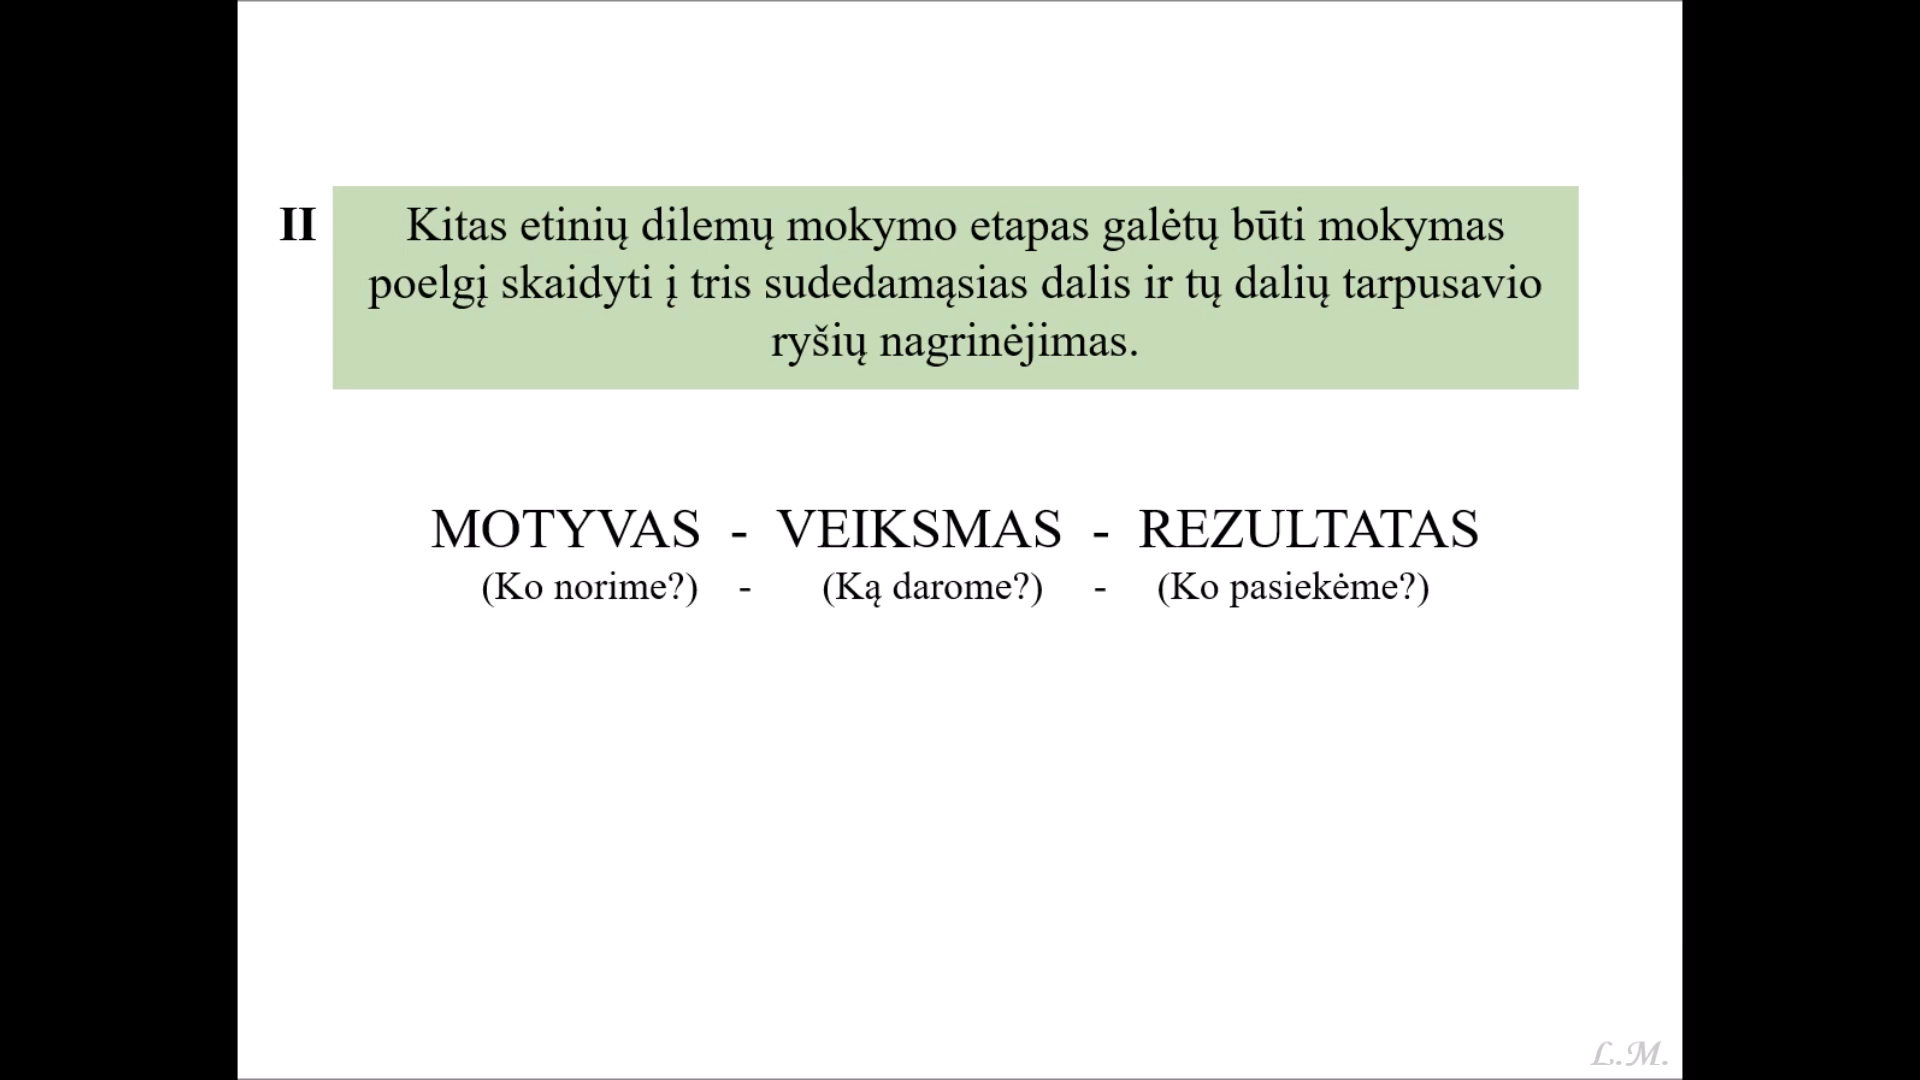 II Kitas etinių dilemų mokymo etapas galėtų būti mokymas
poelgį skaidyti į tris sudedamąsias dalis ir tų dalių tarpusavio
ryšių nagrinėjimas.
MOTYVAS - VEIKSMAS - REZULTATAS
(Ko norime?) - (Ką darome?) - (Ko pasiekėme?)
L.M.